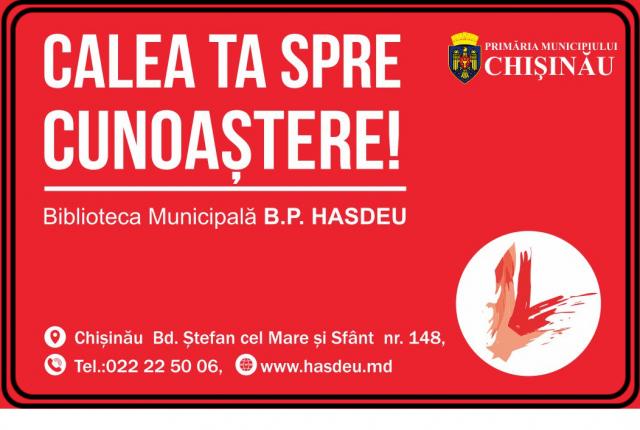 CALEA TA SPRE
CUNOAȘTERE!
PRIMĂRIA MUNICIPIULUI
CHIŞINĂU
Biblioteca Municipală B.P. HASDEU
Chișinău Bd. Ștefan cel Mare și Sfânt nr. 148,
Tel.:022 22 50 06, www.hasdeu.md